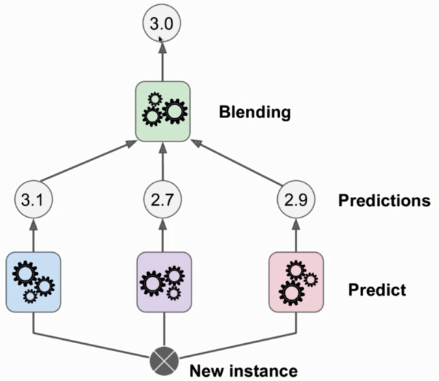 3.0
Blending
3.1
2.7
2.9
Predictions
Predict
New instance